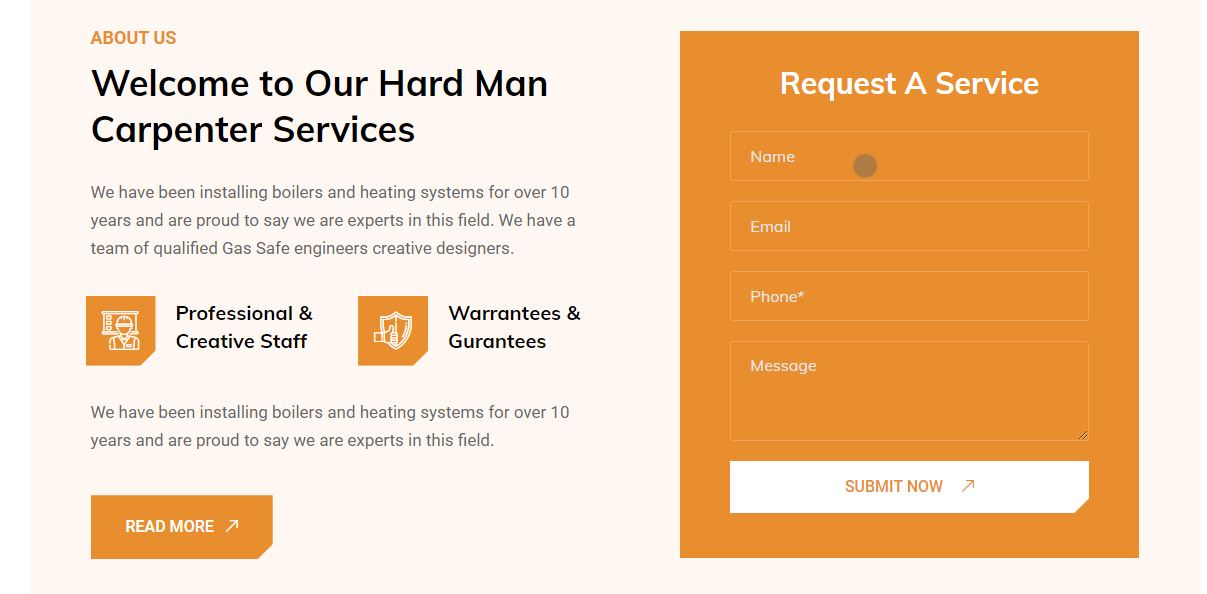 ABOUT US
Welcome to Our Hard Man
Carpenter Services
We have been installing boilers and heating systems for over 10
years and are proud to say we are experts in this field. We have a
team of qualified Gas Safe engineers creative designers.
Professional &
Creative Staff
Warrantees &
Gurantees
We have been installing boilers and heating systems for over 10
years and are proud to say we are experts in this field.
READ MORE
Request A Service
Name
Email
Phone*
Message
SUBMIT NOW